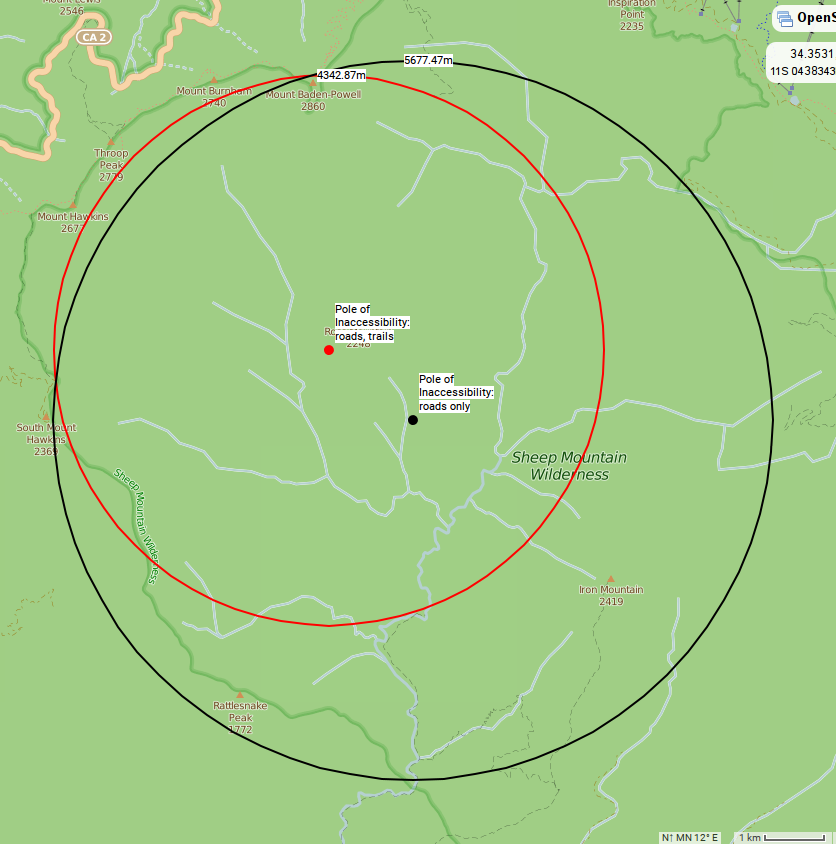 Mount Lewis
2546
Inspiration
Point
2235
OpenS
34.3531
11S 0438343
CA 2
5677.47m
4342.87m
Mount Burnham
2740
Mount Baden-Powell
2860
Throop
Peak
2779
Mount Hawkins
2677
Pole of
Inaccessibility:
roads, trails
2248
Pole of
Inaccessibility:
roads only
South Mount
Hawkins
2369
Sheep Mountain
Wilderness
Sheep Mountain Wilderness
Iron Mountain
2419
Rattlesnake
Peak
1772
N↑ MN 12° E
1 km